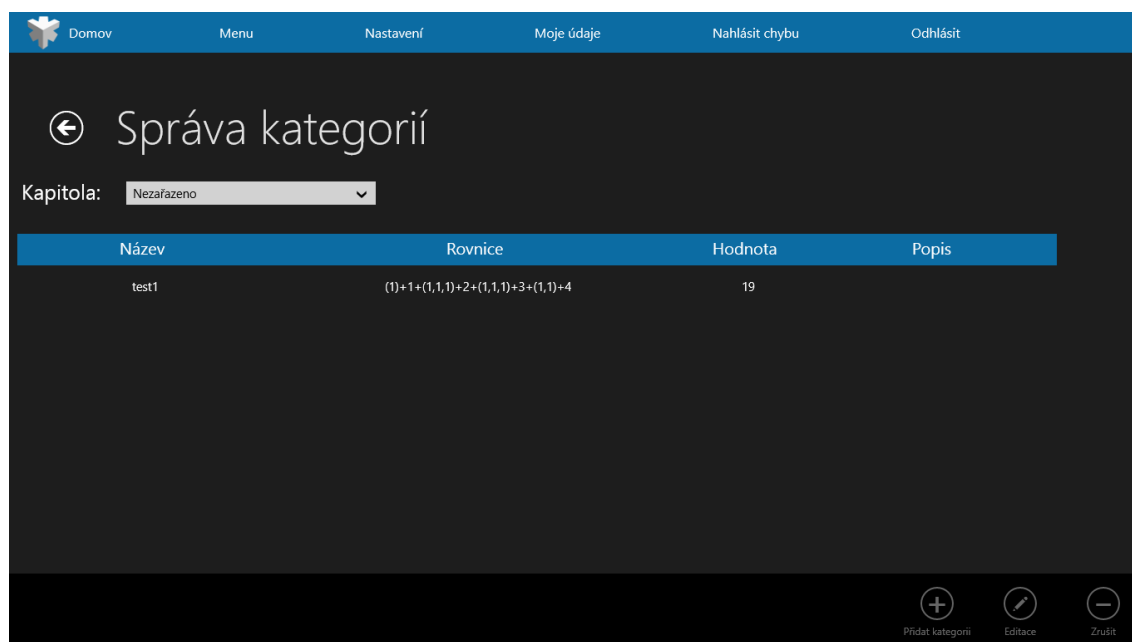 Domov Menu Nastavení Moje údaje Nahlásit chybu Odhlásit
Správa kategorií
Kapitola: Nezařazeno
Název Rovnice Hodnota Popis
test1 (1)+1+(1,1,1)+2+(1,1,1)+3+(1,1)+4 19
Přidat kategorii Editace Zrušit